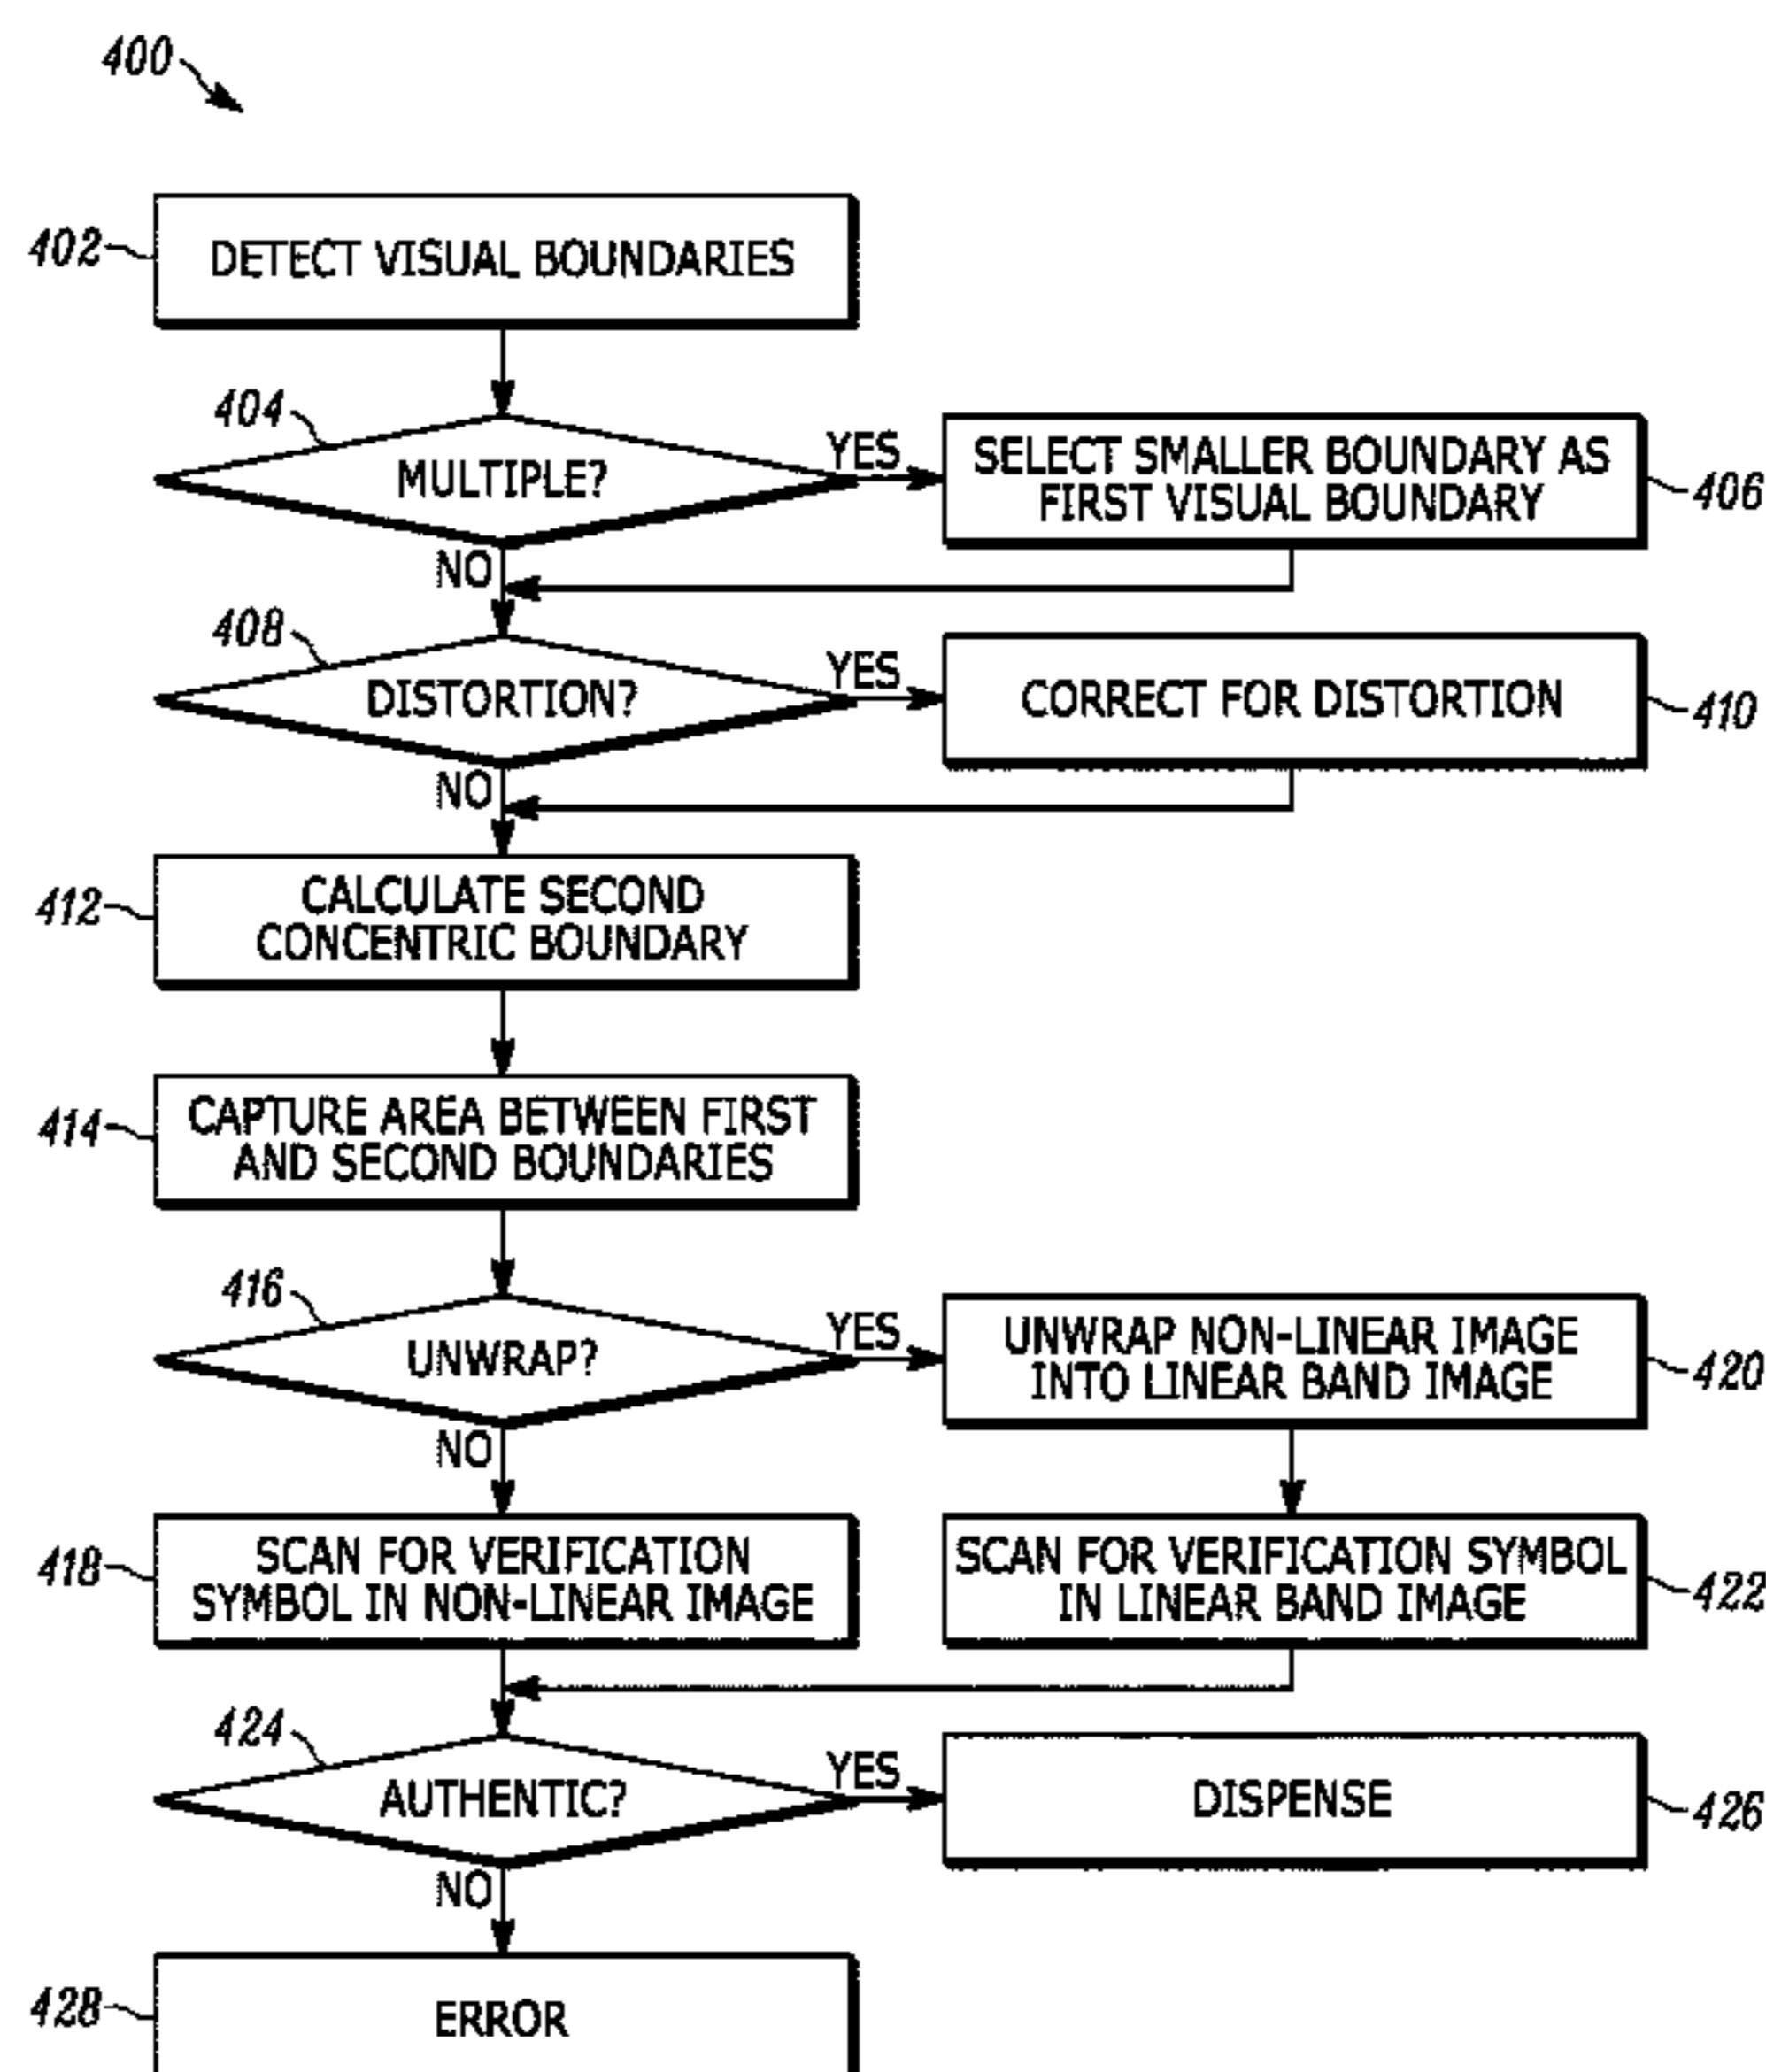 400
402
DETECT VISUAL BOUNDARIES
404
MULTIPLE?
YES
SELECT SMALLER BOUNDARY AS
FIRST VISUAL BOUNDARY
406
NO
408
DISTORTION?
YES
CORRECT FOR DISTORTION
410
NO
412
CALCULATE SECOND
CONCENTRIC BOUNDARY
414
CAPTURE AREA BETWEEN FIRST
AND SECOND BOUNDARIES
416
UNWRAP?
YES
UNWRAP NON-LINEAR IMAGE
INTO LINEAR BAND IMAGE
420
NO
418
SCAN FOR VERIFICATION
SYMBOL IN NON-LINEAR IMAGE
SCAN FOR VERIFICATION SYMBOL
IN LINEAR BAND IMAGE
422
424
AUTHENTIC?
YES
DISPENSE
426
NO
428
ERROR